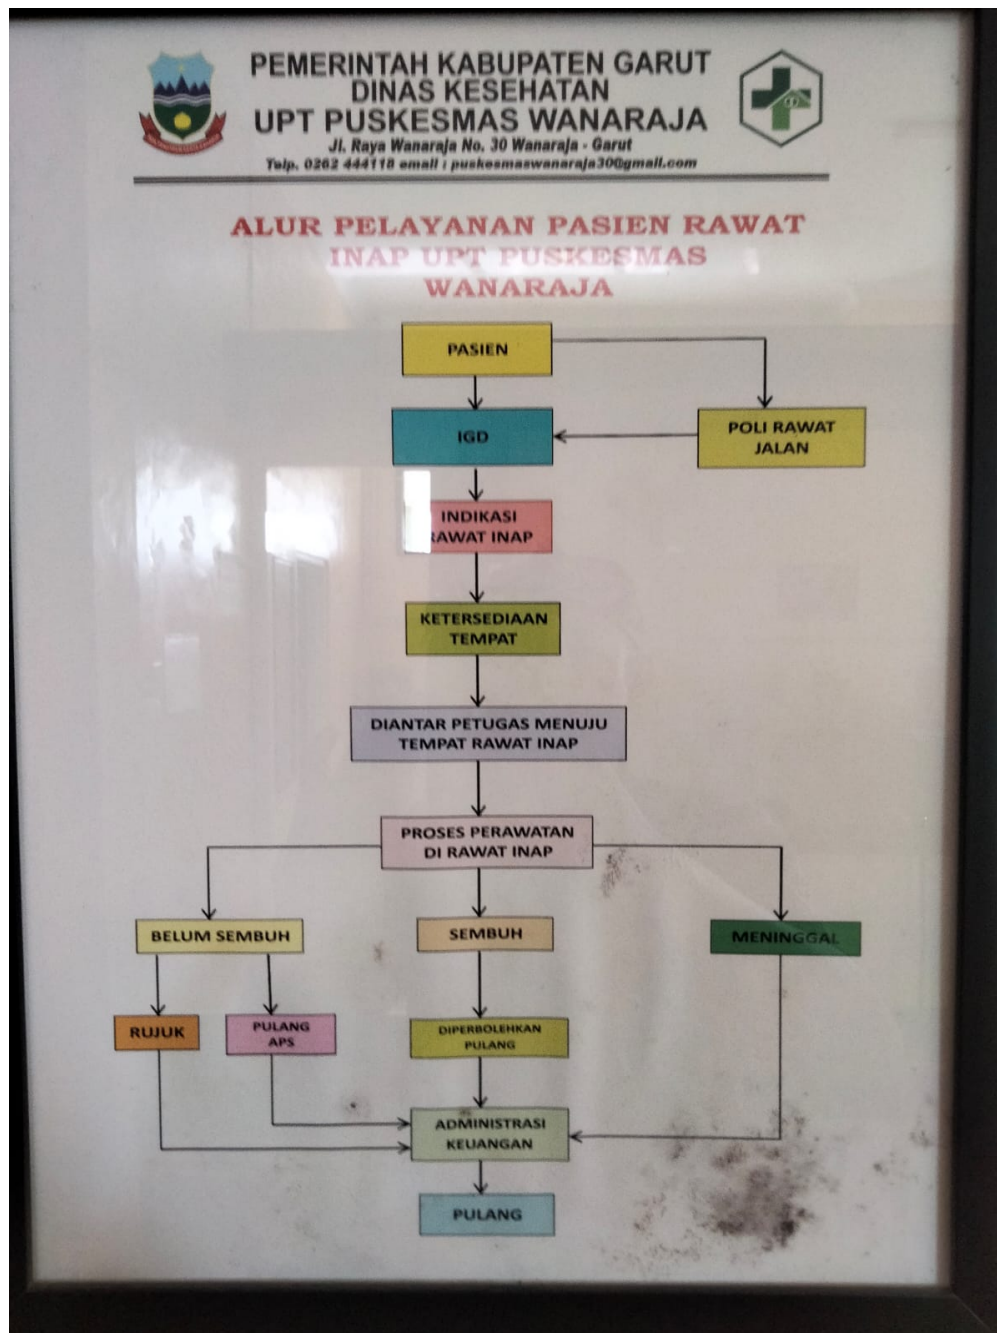 PEMERINTAH KABUPATEN GARUT
DINAS KESEHATAN
UPT PUSKESMAS WANARAJA
Jl. Raya Wanaraja No. 30 Wanaraja - Garut
Telp. 0262 444118 email : puskesmaswanaraja30@gmail.com
ALUR PELAYANAN PASIEN RAWAT
INAP UPT PUSKESMAS
WANARAJA
PASIEN
IGD
POLI RAWAT
JALAN
INDIKASI
RAWAT INAP
KETERSEDIAAN
TEMPAT
DIANTAR PETUGAS MENUJU
TEMPAT RAWAT INAP
PROSES PERAWATAN
DI RAWAT INAP
BELUM SEMBUH
SEMBUH
MENINGGAL
RUJUK
PULANG
APS
DIPERBOLEHKAN
PULANG
ADMINISTRASI
KEUANGAN
PULANG